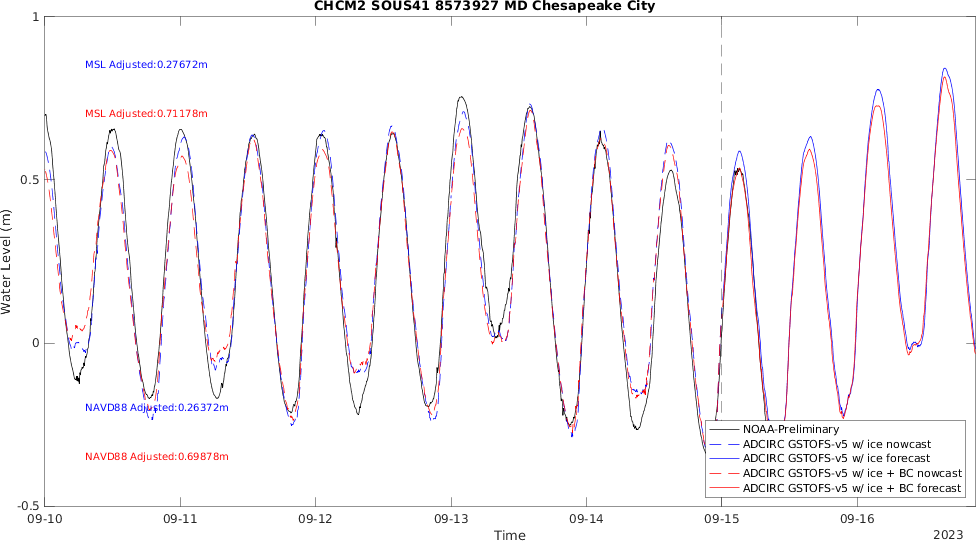 CHCM2 SOUS41 8573927 MD Chesapeake City
1
MSL Adjusted:0.27672m
MSL Adjusted:0.71178m
0.5
Water Level (m)
0
NAVD88 Adjusted:0.26372m
NAVD88 Adjusted:0.69878m
NOAA-Preliminary
ADCIRC GSTOFS-v5 w/ ice nowcast
ADCIRC GSTOFS-v5 w/ ice forecast
ADCIRC GSTOFS-v5 w/ ice + BC nowcast
ADCIRC GSTOFS-v5 w/ ice + BC forecast
-0.5
09-10 09-11 09-12 09-13 09-14 09-15 09-16
Time
2023